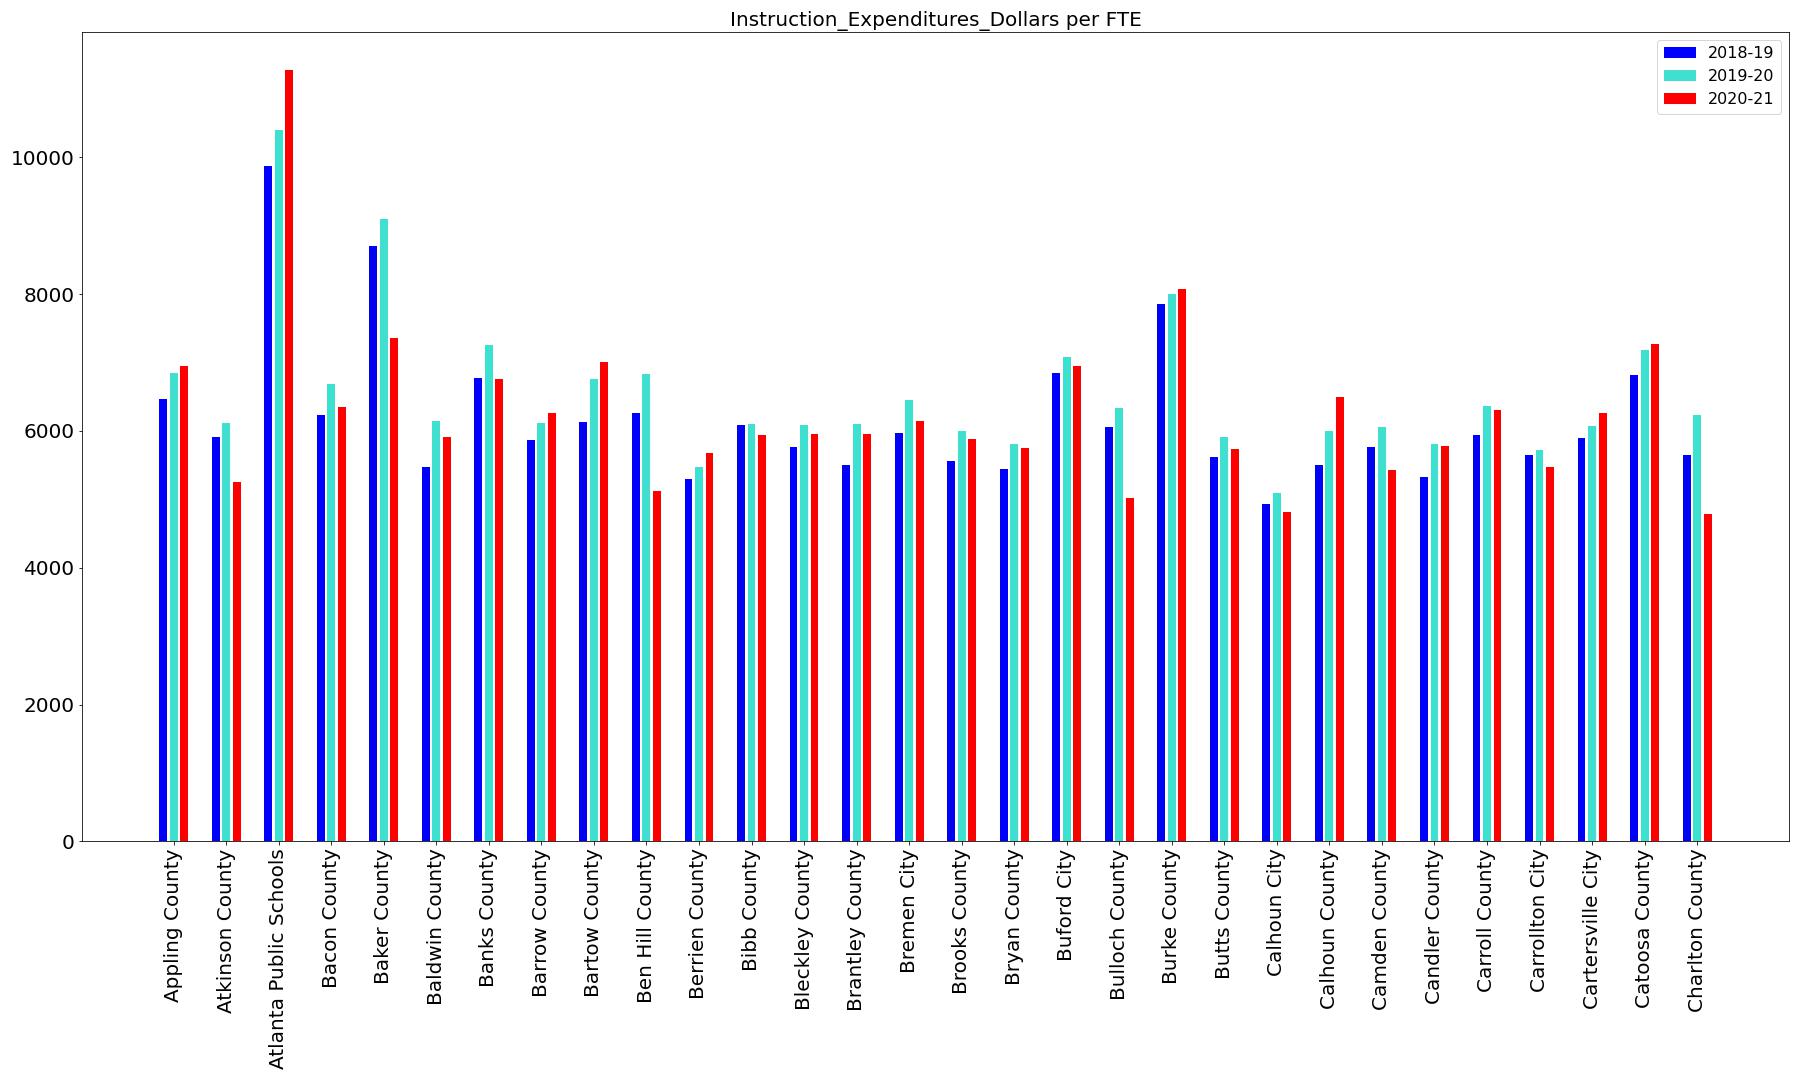 Instruction_Expenditures_Dollars per FTE
2018-19
2019-20
2020-21
10000
8000
6000
4000
2000
0
Appling County
Atkinson County
Atlanta Public Schools
Bacon County
Baker County
Baldwin County
Banks County
Barrow County
Bartow County
Ben Hill County
Berrien County
Bibb County
Bleckley County
Brantley County
Bremen City
Brooks County
Bryan County
Buford City
Bulloch County
Burke County
Butts County
Calhoun City
Calhoun County
Camden County
Candler County
Carroll County
Carrollton City
Cartersville City
Catoosa County
Charlton County